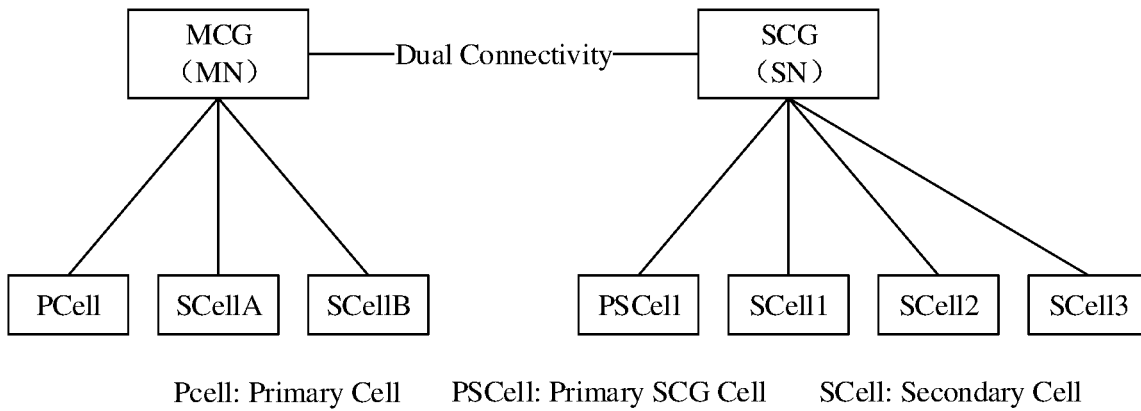 MCG
（MN）
Dual Connectivity
SCG
（SN）
PCell
SCellA
SCellB
PSCell
SCell1
SCell2
SCell3
Pcell: Primary Cell
PSCell: Primary SCG Cell
SCell: Secondary Cell